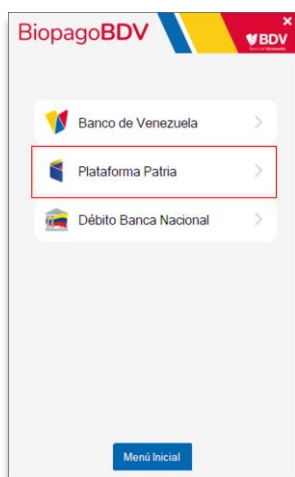 BiopagoBDV
BDV
Banco de Venezuela
Banco de Venezuela
Plataforma Patria
Débito Banca Nacional
Menú Inicial